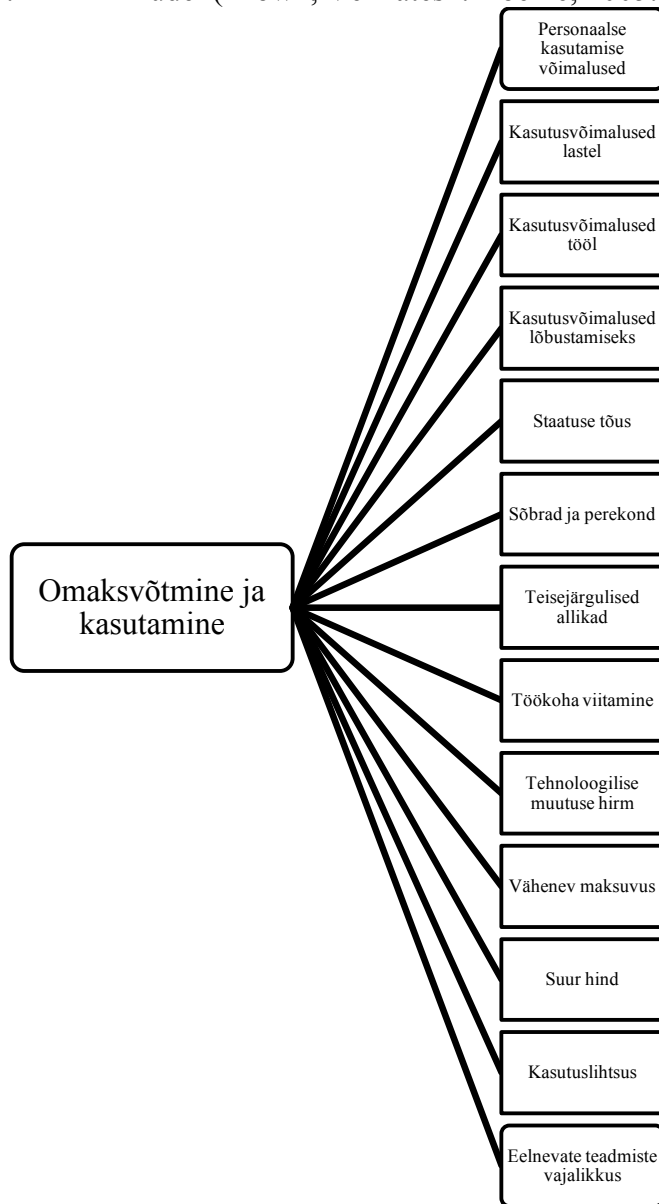 Personaalse
kasutamise
võimalused
Kasutusvõimalused
lastel
Kasutusvõimalused
tööl
Kasutusvõimalused
lõbustamiseks
Staatuse tõus
Sõbrad ja perekond
Omaksvõtmine ja
kasutamine
Teisejärgulised
allikad
Töökoha viitamine
Tehnoloogilise
muutuse hirm
Vähenev maksuvus
Suur hind
Kasutuslihtsus
Eelnevate teadmiste
vajalikkus